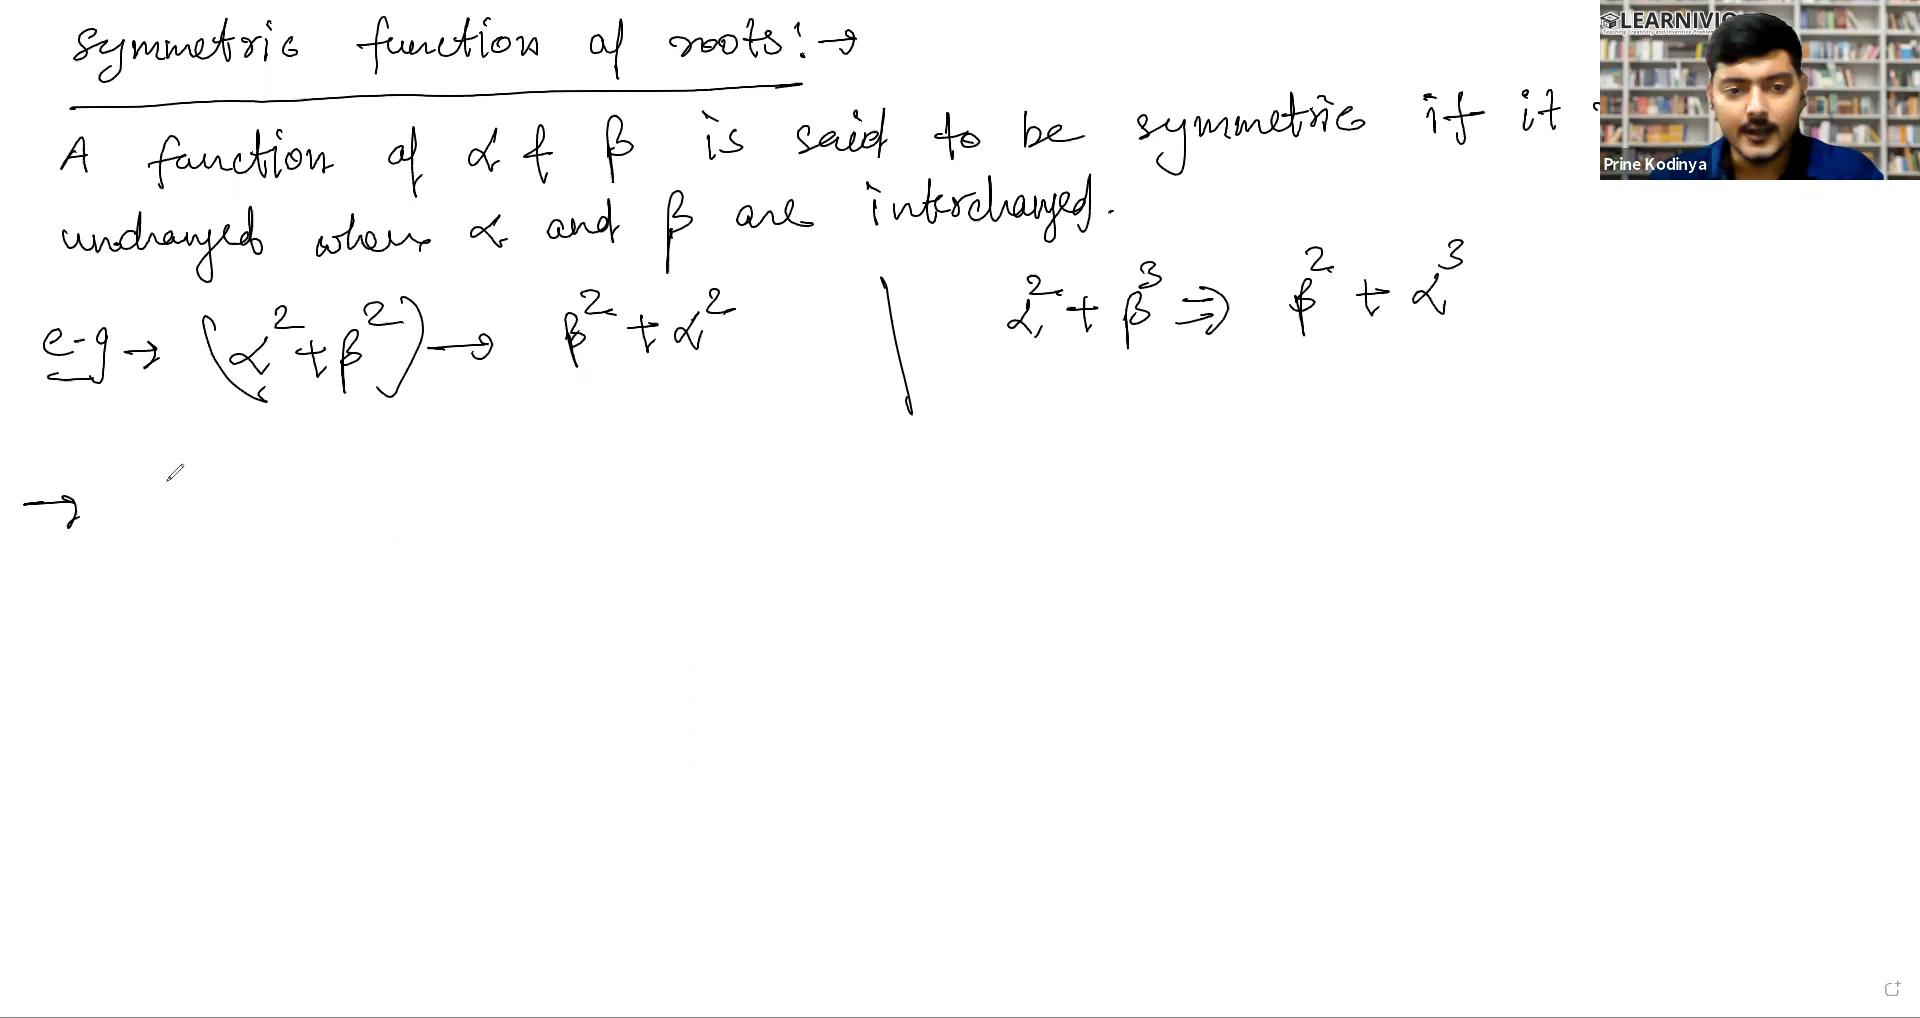 symmetric function of roots:→
LEARNIVIO
A function of α & β is said to be symmetric if it
Prine Kodinya
unchanged when α and β are interchanged.
e-g → (α²+β²) → β²+α² | α²+β³ ⇒ β²+α³
→